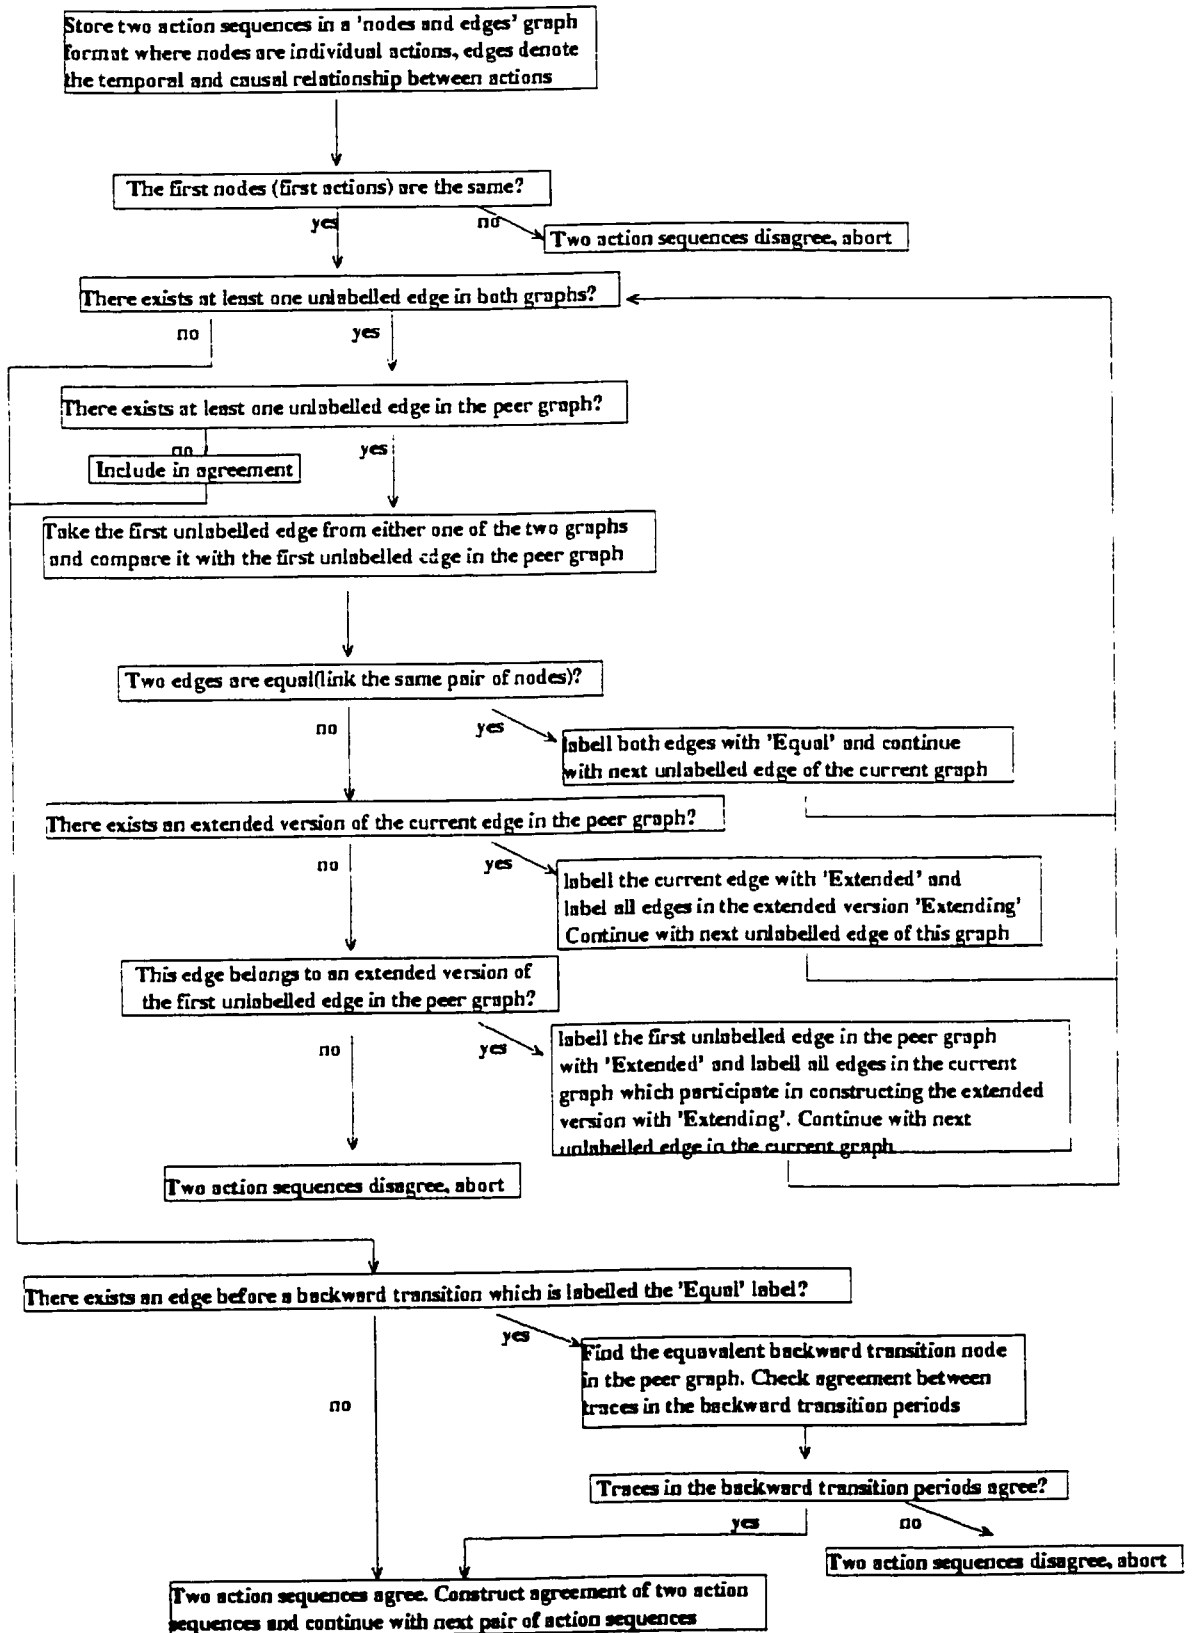 Store two action sequences in a 'nodes and edges' graph
format where nodes are individual actions, edges denote
the temporal and causal relationship between actions
The first nodes (first actions) are the same?
yes
no
Two action sequences disagree, abort
There exists at least one unlabelled edge in both graphs?
no
yes
There exists at least one unlabelled edge in the peer graph?
no
yes
Include in agreement
Take the first unlabelled edge from either one of the two graphs
and compare it with the first unlabelled edge in the peer graph
Two edges are equal(link the same pair of nodes)?
no
yes
labell both edges with 'Equal' and continue
with next unlabelled edge of the current graph
There exists an extended version of the current edge in the peer graph?
no
yes
labell the current edge with 'Extended' and
label all edges in the extended version 'Extending'
Continue with next unlabelled edge of this graph
This edge belongs to an extended version of
the first unlabelled edge in the peer graph?
no
yes
labell the first unlabelled edge in the peer graph
with 'Extended' and labell all edges in the current
graph which participate in constructing the extended
version with 'Extending'. Continue with next
unlabelled edge in the current graph
Two action sequences disagree, abort
There exists an edge before a backward transition which is labelled the 'Equal' label?
yes
no
Find the equavalent backward transition node
in the peer graph. Check agreement between
traces in the backward transition periods
Traces in the backward transition periods agree?
yes
no
Two action sequences disagree, abort
Two action sequences agree. Construct agreement of two action
sequences and continue with next pair of action sequences